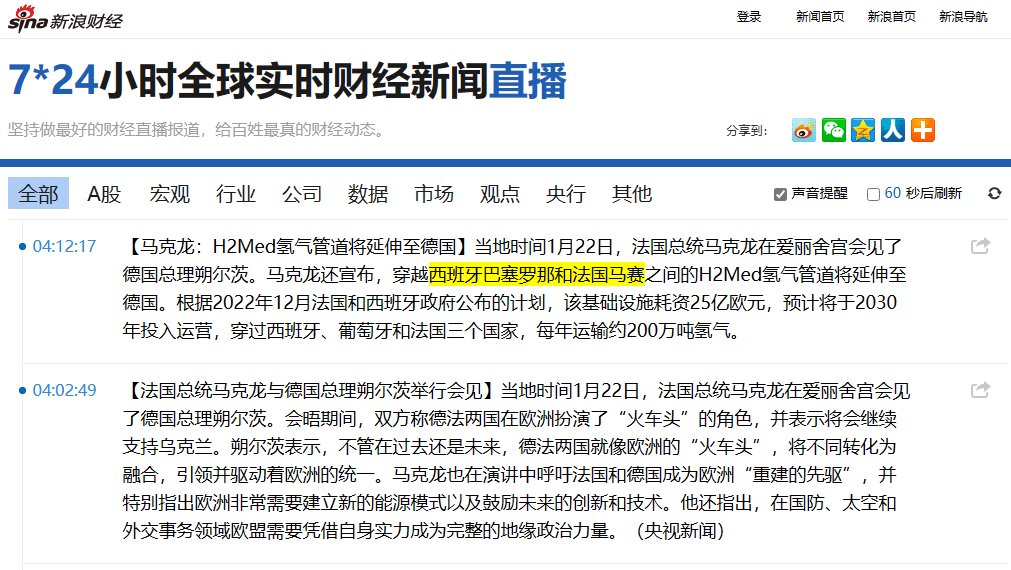 sina新浪财经
登录 新闻首页 新浪首页 新浪导航
7*24小时全球实时财经新闻直播
坚持做最好的财经直播报道，给百姓最真的财经动态。
分享到：
全部 A股 宏观 行业 公司 数据 市场 观点 央行 其他 声音提醒 60 秒后刷新
04:12:17 【马克龙：H2Med氢气管道将延伸至德国】当地时间1月22日，法国总统马克龙在爱丽舍宫会见了
德国总理朔尔茨。马克龙还宣布，穿越西班牙巴塞罗那和法国马赛之间的H2Med氢气管道将延伸至
德国。根据2022年12月法国和西班牙政府公布的计划，该基础设施耗资25亿欧元，预计将于2030
年投入运营，穿过西班牙、葡萄牙和法国三个国家，每年运输约200万吨氢气。
04:02:49 【法国总统马克龙与德国总理朔尔茨举行会见】当地时间1月22日，法国总统马克龙在爱丽舍宫会见
了德国总理朔尔茨。会晤期间，双方称德法两国在欧洲扮演了“火车头”的角色，并表示将会继续
支持乌克兰。朔尔茨表示，不管在过去还是未来，德法两国就像欧洲的“火车头”，将不同转化为
融合，引领并驱动着欧洲的统一。马克龙也在演讲中呼吁法国和德国成为欧洲“重建的先驱”，并
特别指出欧洲非常需要建立新的能源模式以及鼓励未来的创新和技术。他还指出，在国防、太空和
外交事务领域欧盟需要凭借自身实力成为完整的地缘政治力量。（央视新闻）